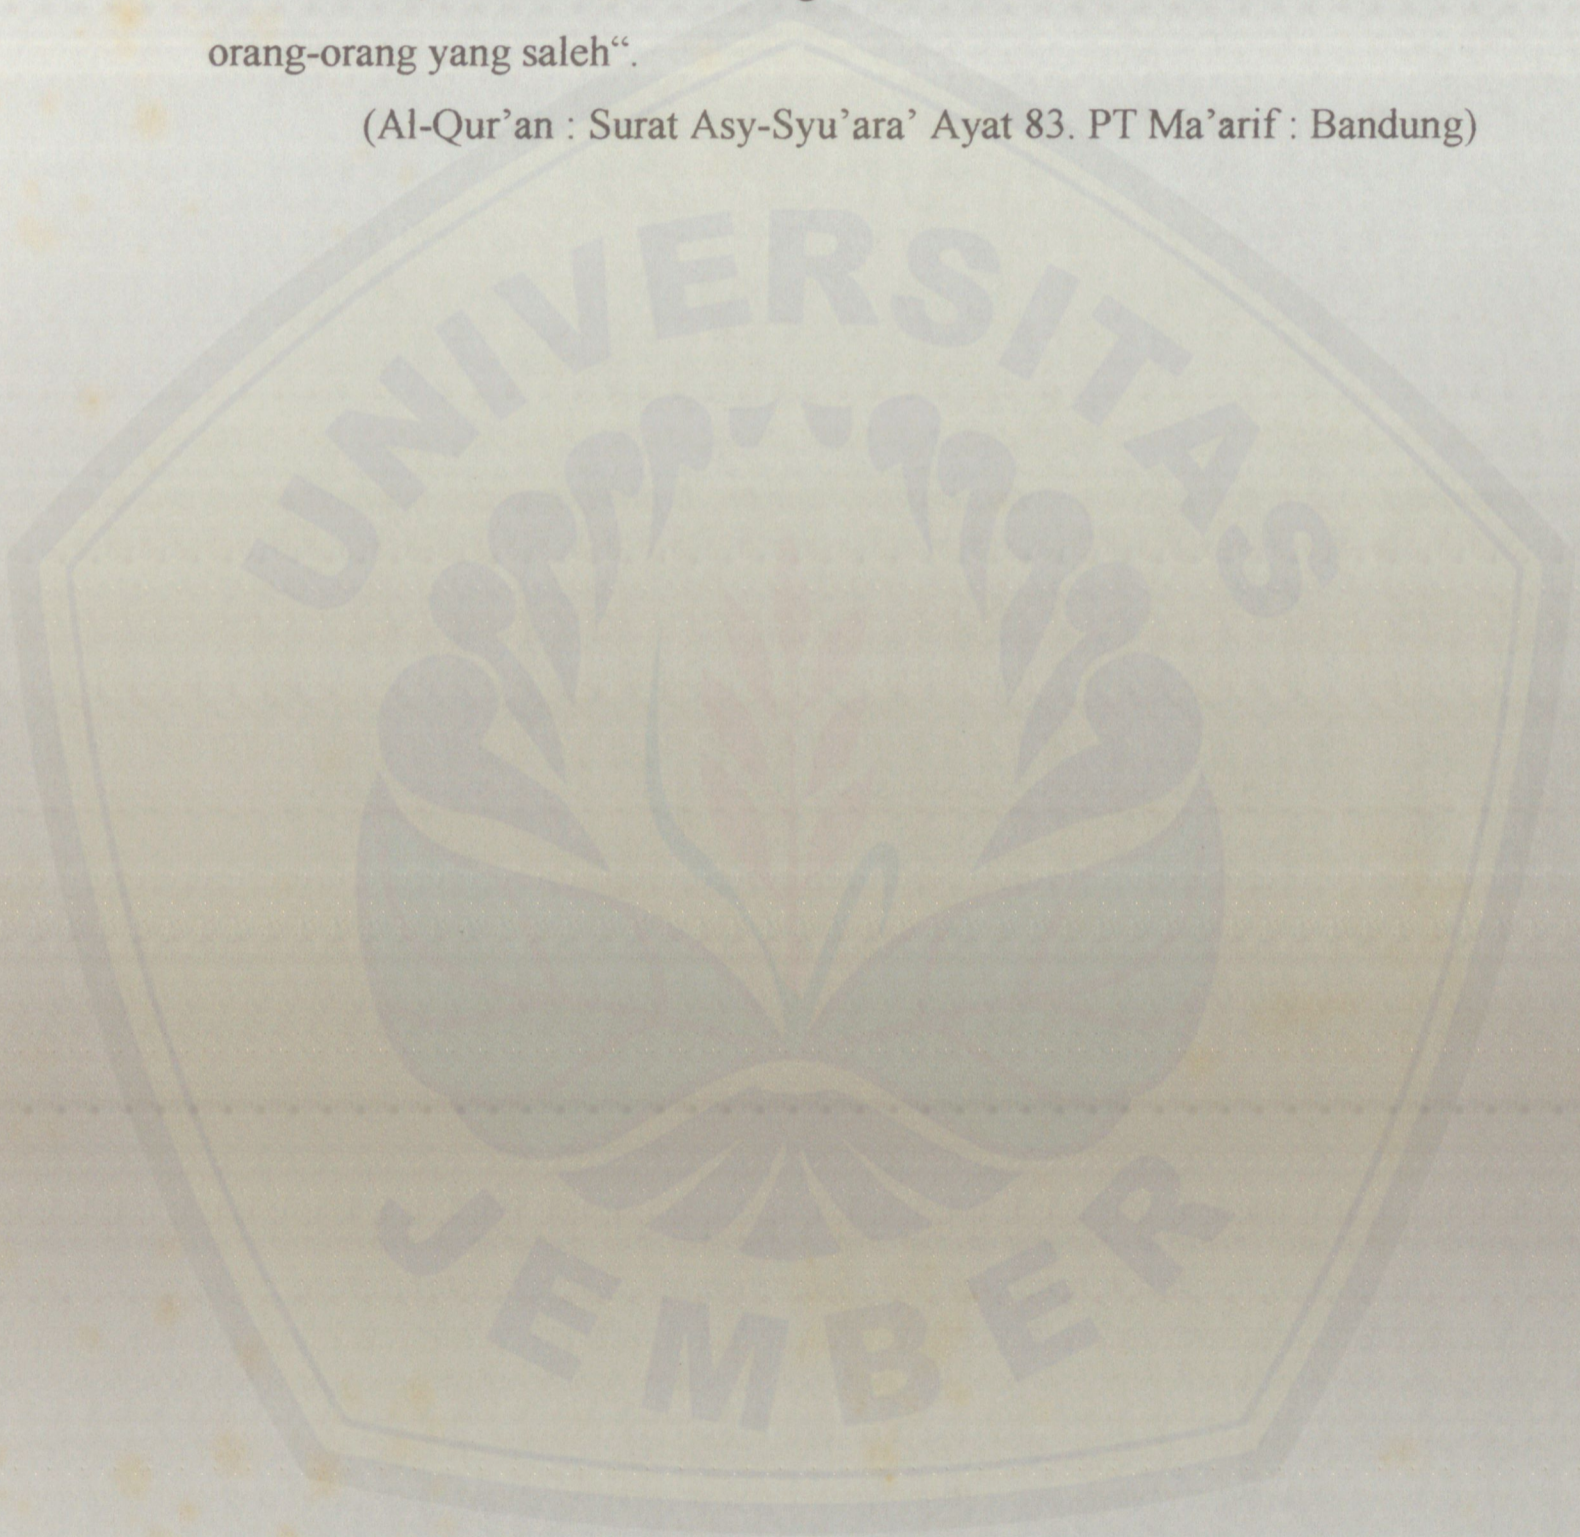 orang-orang yang saleh“.
(Al-Qur’an : Surat Asy-Syu’ara’ Ayat 83. PT Ma’arif : Bandung)
UNIVERSITAS
JEMBER